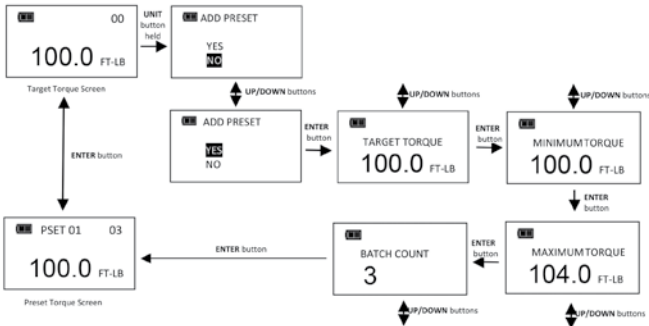 00
100.0 FT-LB
Target Torque Screen
UNIT
button
held
ADD PRESET
YES
NO
UP/DOWN buttons
ADD PRESET
YES
NO
ENTER
button
UP/DOWN buttons
TARGET TORQUE
100.0 FT-LB
ENTER
button
UP/DOWN buttons
MINIMUM TORQUE
100.0 FT-LB
ENTER
button
MAXIMUM TORQUE
104.0 FT-LB
UP/DOWN buttons
ENTER
button
BATCH COUNT
3
UP/DOWN buttons
ENTER button
PSET 01 03
100.0 FT-LB
Preset Torque Screen
ENTER button